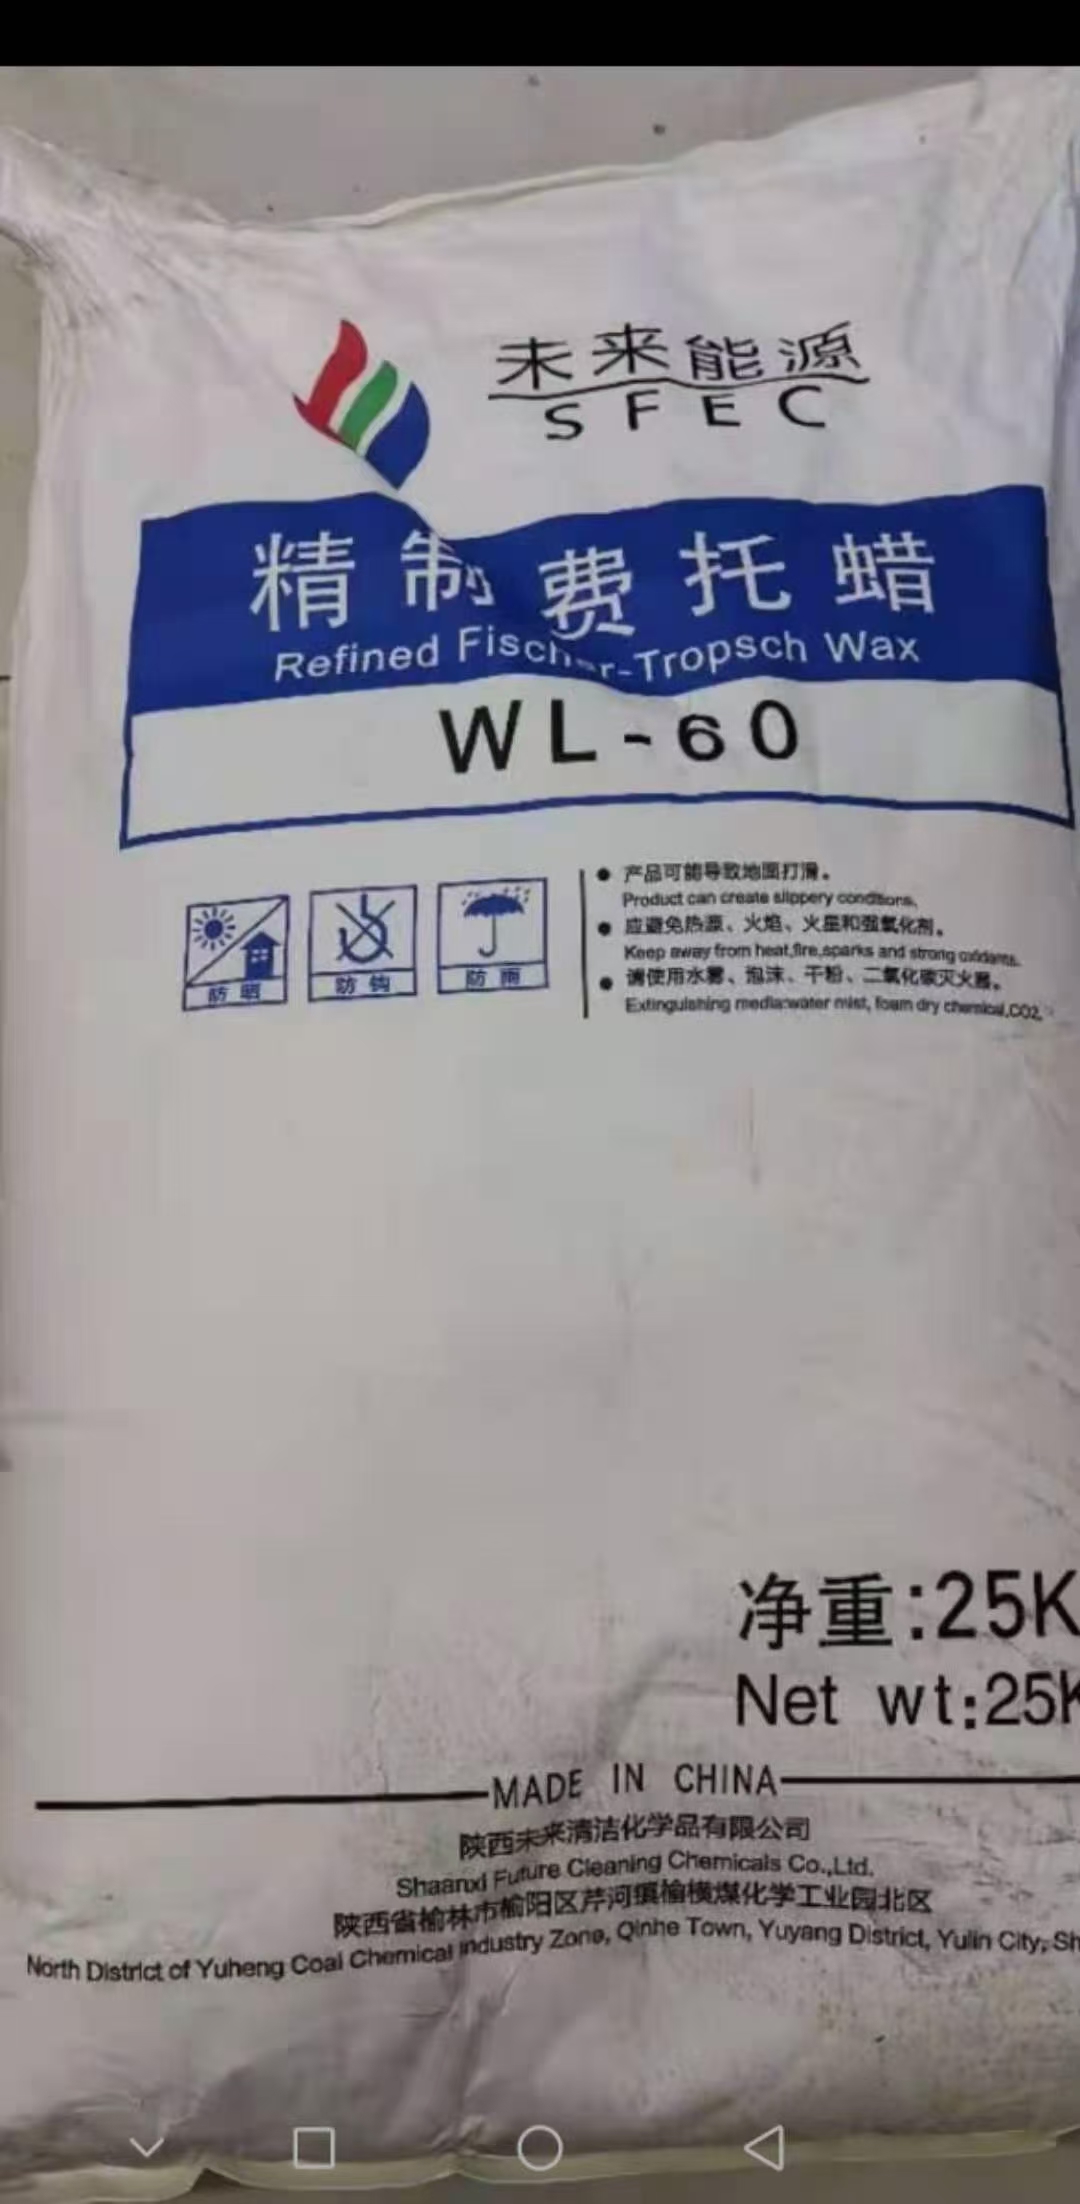 未来能源
SFEC
精制费托蜡
Refined Fischer-Tropsch Wax
WL-60
防晒
防钩
防雨
产品可能导致地面打滑。
Product can create slippery conditions.
应避免热源、火焰、火星和强氧化剂。
Keep away from heat,fire,sparks and strong oxidants.
请使用水雾、泡沫、干粉、二氧化碳灭火器。
Extinguishing media:water mist, foam dry chemical,CO2.
净重:25K
Net wt:25K
MADE IN CHINA
陕西未来清洁化学品有限公司
Shaanxi Future Cleaning Chemicals Co.,Ltd.
陕西省榆林市榆阳区芹河镇榆横煤化学工业园北区
North District of Yuheng Coal Chemical Industry Zone, Qinhe Town, Yuyang District, Yulin City, Sh